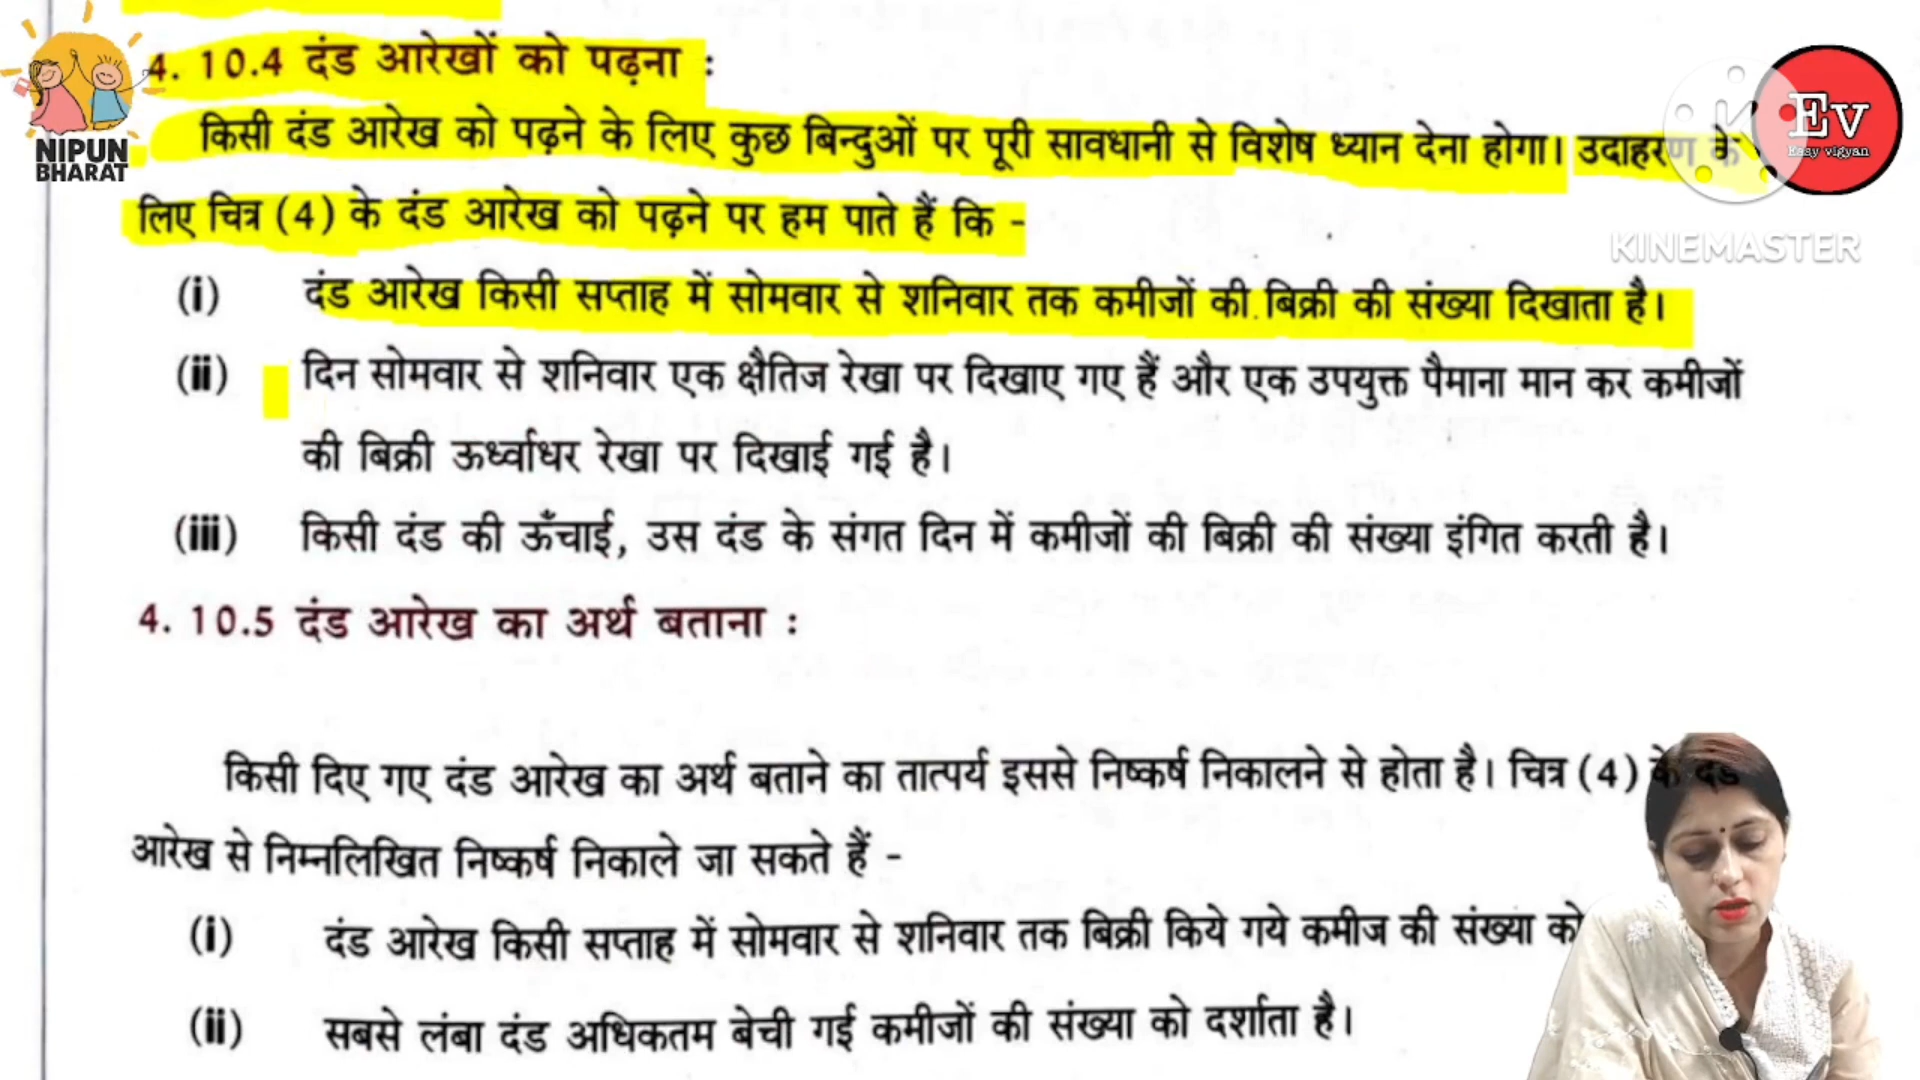 4. 10.4 दंड आरेखों को पढ़ना :
किसी दंड आरेख को पढ़ने के लिए कुछ बिन्दुओं पर पूरी सावधानी से विशेष ध्यान देना होगा। उदाहरण के
लिए चित्र (4) के दंड आरेख को पढ़ने पर हम पाते हैं कि -
(i) दंड आरेख किसी सप्ताह में सोमवार से शनिवार तक कमीजों की बिक्री की संख्या दिखाता है।
(ii) दिन सोमवार से शनिवार एक क्षैतिज रेखा पर दिखाए गए हैं और एक उपयुक्त पैमाना मान कर कमीजों
की बिक्री ऊर्ध्वाधर रेखा पर दिखाई गई है।
(iii) किसी दंड की ऊँचाई, उस दंड के संगत दिन में कमीजों की बिक्री की संख्या इंगित करती है।
4. 10.5 दंड आरेख का अर्थ बताना :
किसी दिए गए दंड आरेख का अर्थ बताने का तात्पर्य इससे निष्कर्ष निकालने से होता है। चित्र (4) के दंड
आरेख से निम्नलिखित निष्कर्ष निकाले जा सकते हैं -
(i) दंड आरेख किसी सप्ताह में सोमवार से शनिवार तक बिक्री किये गये कमीज की संख्या को
(ii) सबसे लंबा दंड अधिकतम बेची गई कमीजों की संख्या को दर्शाता है।
NIPUN
BHARAT
K
Ev
Easy vigyan
KINEMASTER